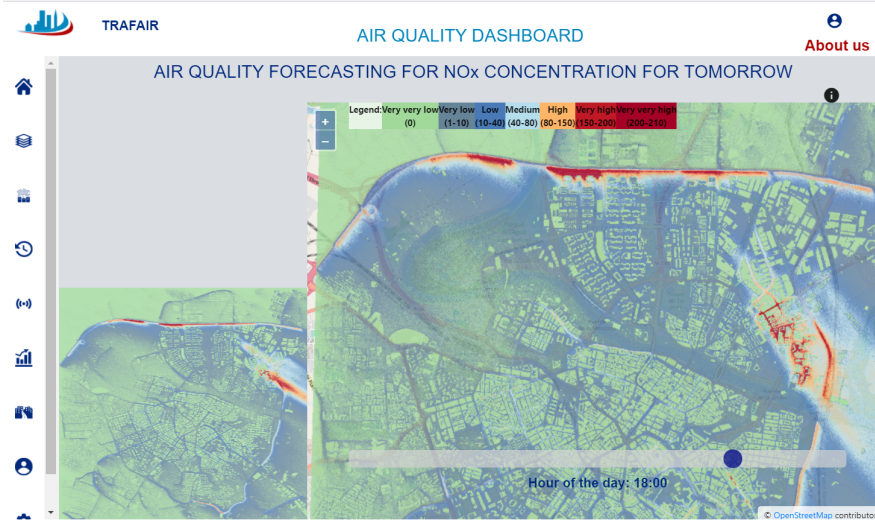 TRAFAIR
AIR QUALITY DASHBOARD
About us
AIR QUALITY FORECASTING FOR NOx CONCENTRATION FOR TOMORROW
Legend: Very very low Very low Low Medium High Very high Very very high
(0) (1-10) (10-40) (40-80) (80-150) (150-200) (200-210)
+
−
Hour of the day: 18:00
© OpenStreetMap contributo